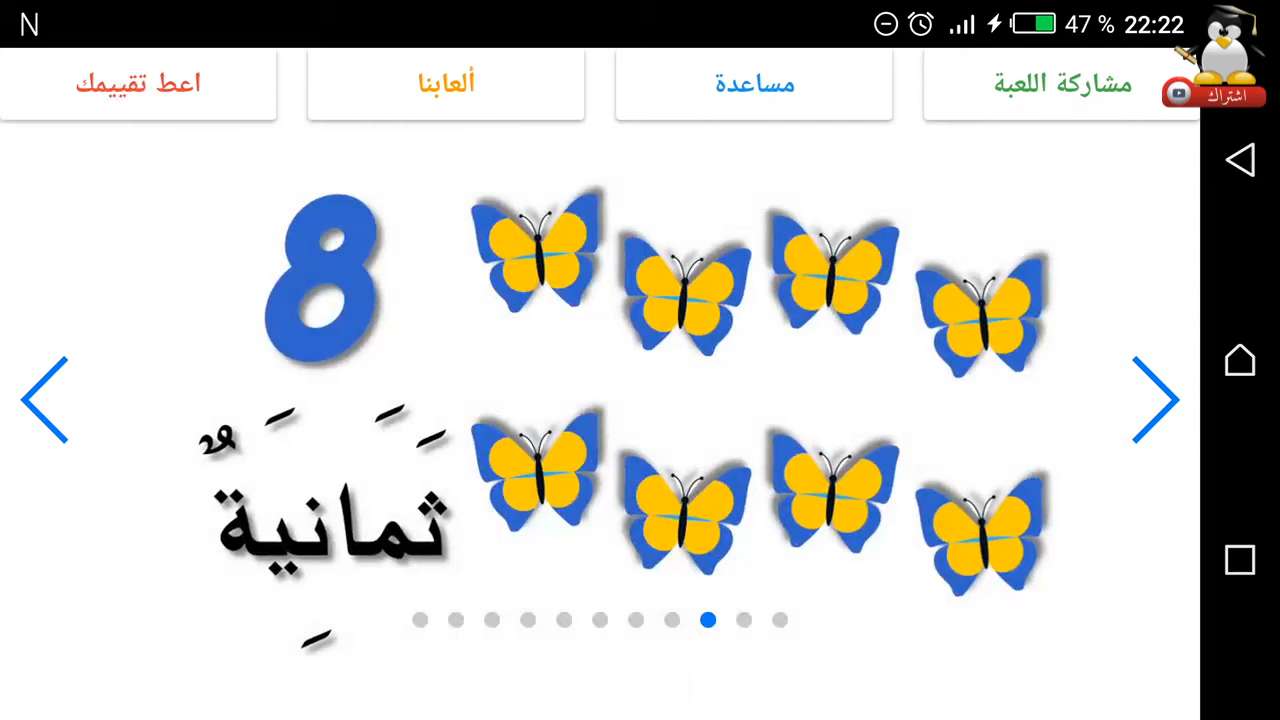 N 47 % 22:22
اشتراك
مشاركة اللعبة
مساعدة
ألعابنا
اعط تقييمك
8
ثَمَانِيَةٌ